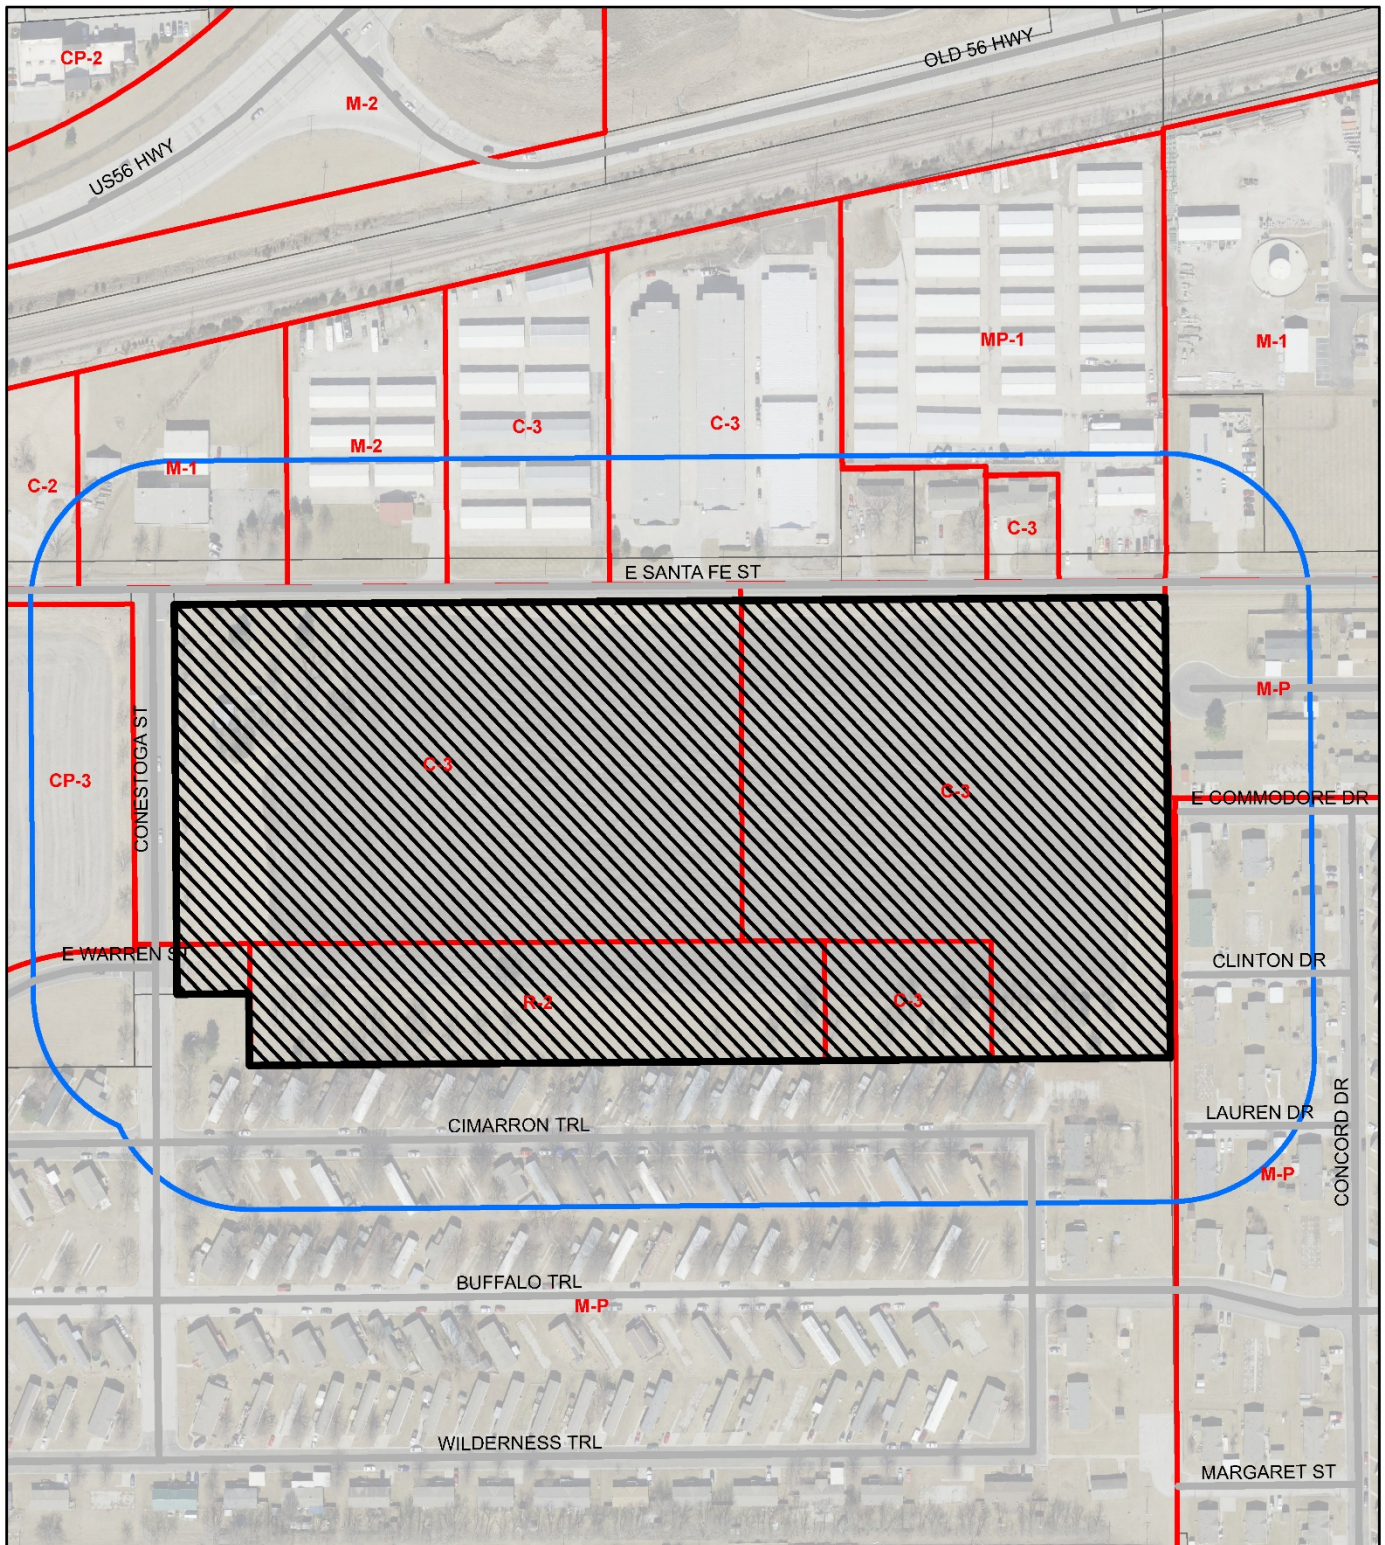 CP-2
OLD 56 HWY
M-2
US56 HWY
MP-1
M-1
C-3
C-3
M-2
M-1
C-2
C-3
E SANTA FE ST
M-P
CONESTOGA ST
C-3
CP-3
C-3
E COMMODORE DR
E WARREN ST
CLINTON DR
R-2
C-3
LAUREN DR
CIMARRON TRL
CONCORD DR
M-P
BUFFALO TRL
M-P
WILDERNESS TRL
MARGARET ST